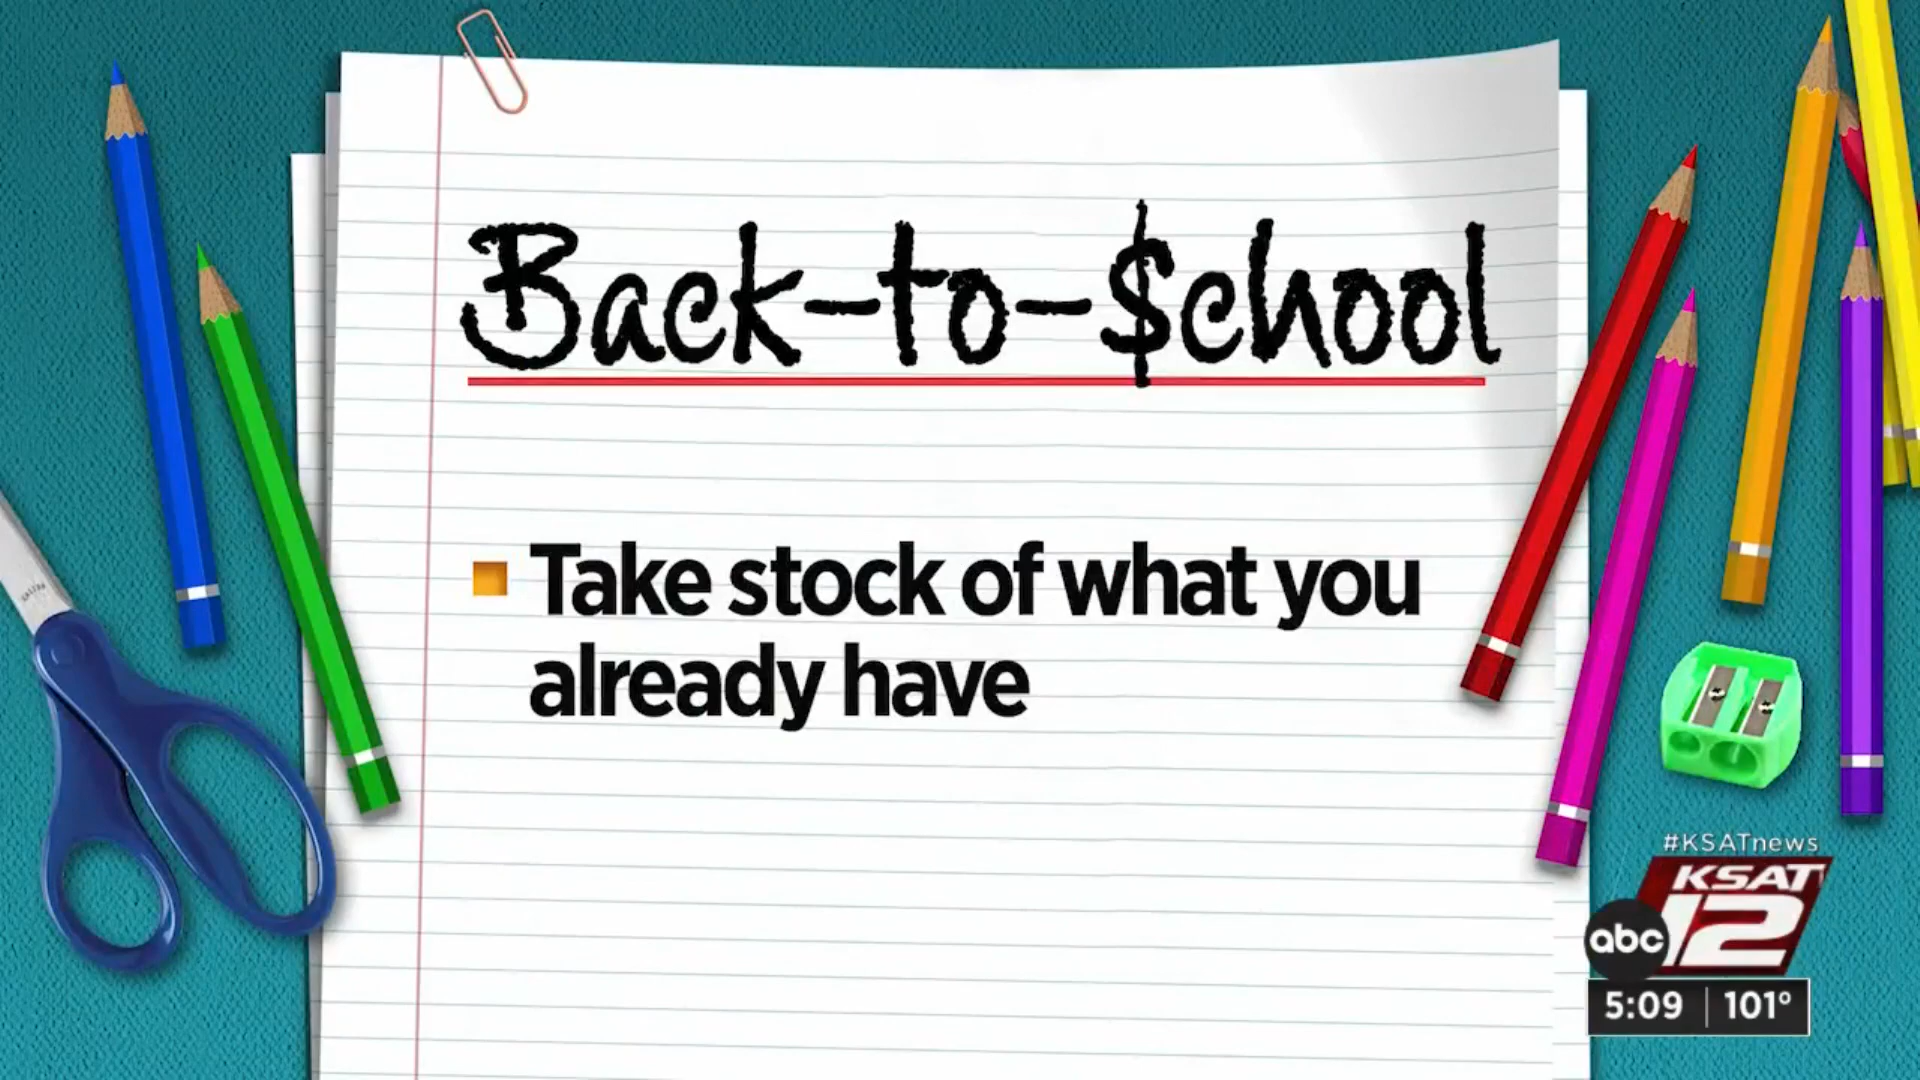 Back-to-$chool
Take stock of what you
already have
#KSATnews
KSAT
abc 12
5:09 | 101°